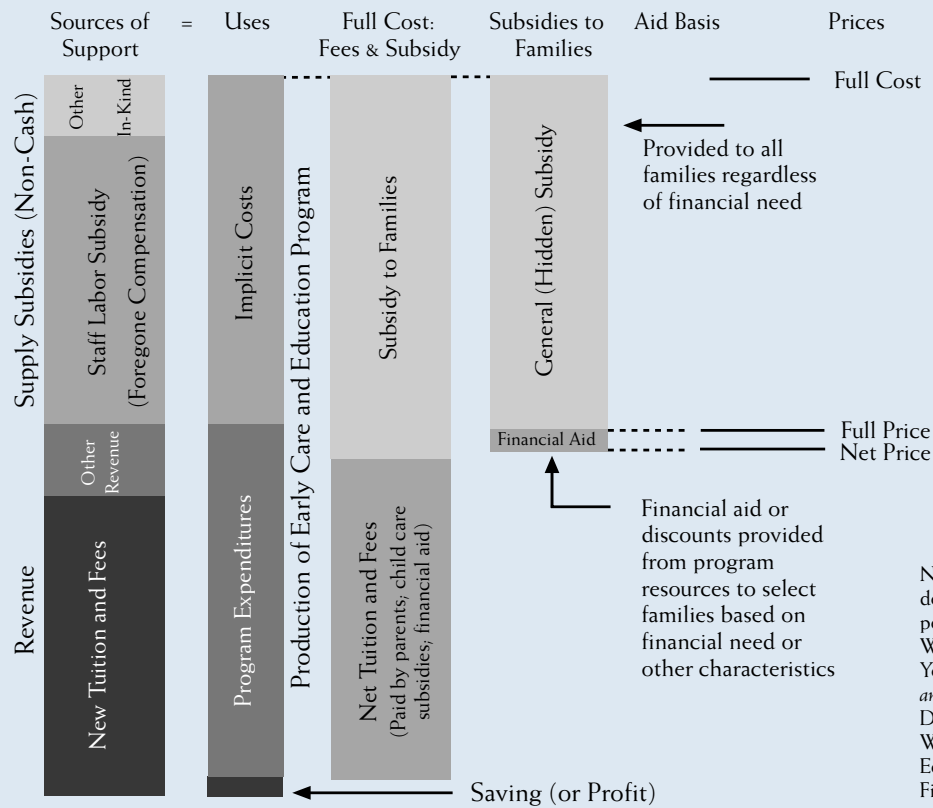 Sources of
Support
=
Uses
Full Cost:
Fees & Subsidy
Subsidies to
Families
Aid Basis
Prices
Supply Subsidies (Non-Cash)
Revenue
Other
In-Kind
Staff Labor Subsidy
(Foregone Compensation)
Other
Revenue
New Tuition and Fees
Implicit Costs
Program Expenditures
Production of Early Care and Education Program
Subsidy to Families
Net Tuition and Fees
(Paid by parents; child care
subsidies; financial aid)
General (Hidden) Subsidy
Financial Aid
Provided to all
families regardless
of financial need
Financial aid or
discounts provided
from program
resources to select
families based on
financial need or
other characteristics
Full Cost
Full Price
Net Price
Saving (or Profit)